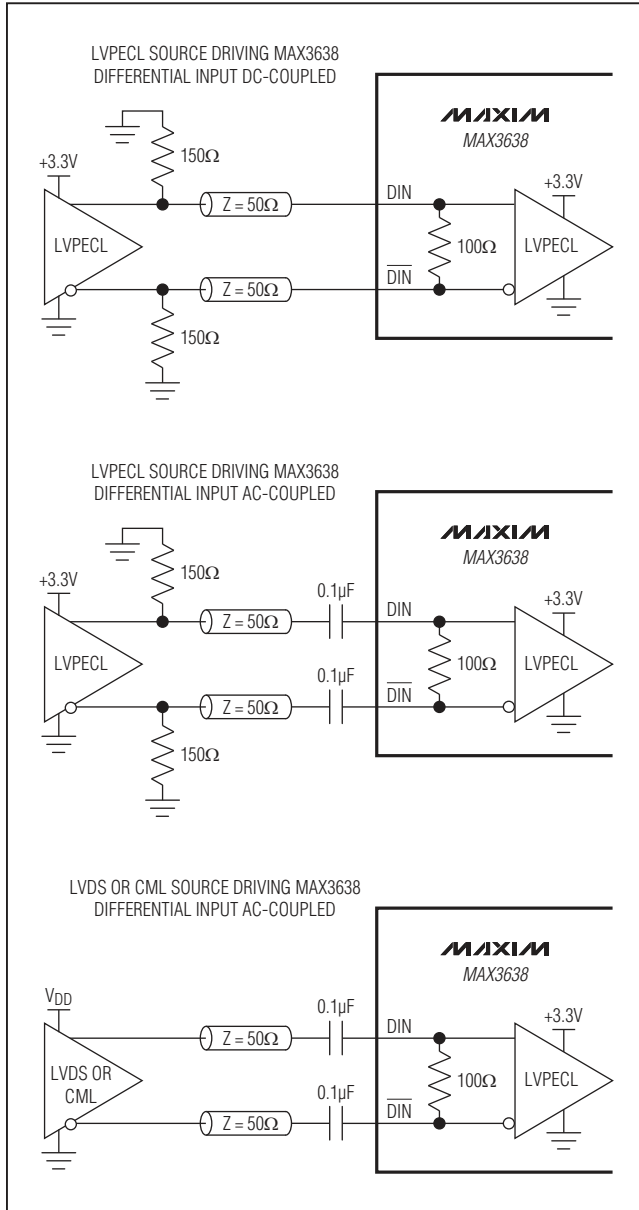 LVPECL SOURCE DRIVING MAX3638
DIFFERENTIAL INPUT DC-COUPLED
MAXIM
MAX3638
150Ω
+3.3V
+3.3V
Z = 50Ω
DIN
LVPECL
100Ω
LVPECL
Z = 50Ω
DIN
150Ω
LVPECL SOURCE DRIVING MAX3638
DIFFERENTIAL INPUT AC-COUPLED
MAXIM
MAX3638
150Ω
+3.3V
0.1µF
+3.3V
Z = 50Ω
DIN
LVPECL
0.1µF
100Ω
LVPECL
Z = 50Ω
DIN
150Ω
LVDS OR CML SOURCE DRIVING MAX3638
DIFFERENTIAL INPUT AC-COUPLED
MAXIM
MAX3638
VDD
0.1µF
+3.3V
Z = 50Ω
DIN
LVDS OR
CML
0.1µF
100Ω
LVPECL
Z = 50Ω
DIN